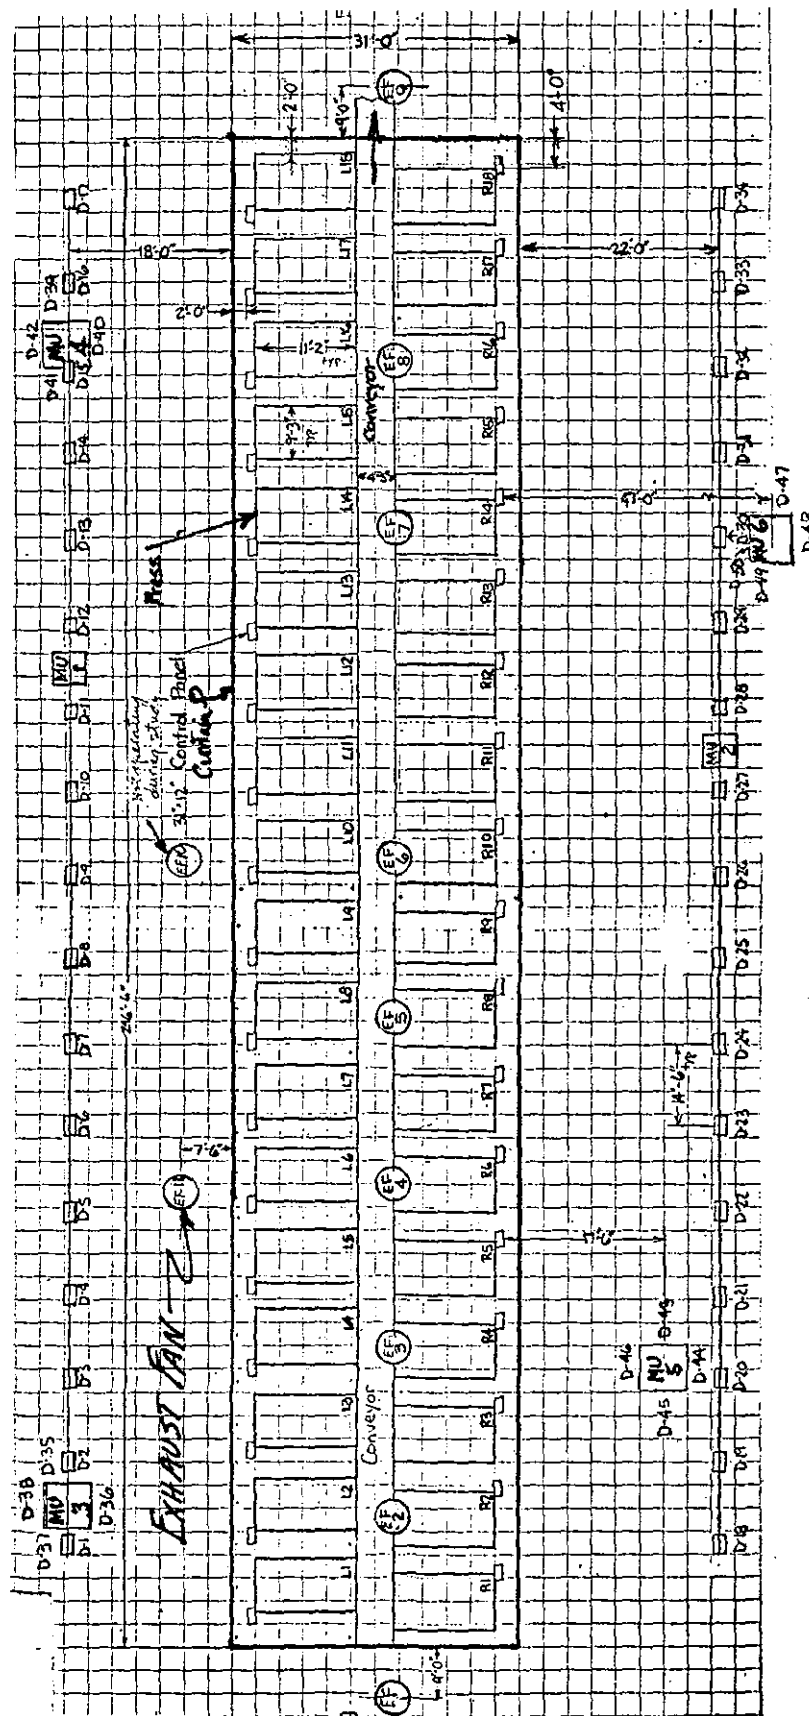 31'-0"
EF 9
9'-0"
2'-0"
4'-0"
D-17
L18
R18
D-34
18'-0"
22'-0"
D-39
D-16
L17
R17
D-33
2'-0"
D-42
MU 4
D-40
D-41
D-15
L16
11'-2"
EF 8
R16
D-32
Conveyor
D-14
L15
9'-3"
TYP
R15
D-31
4'-3"
Press
D-13
L14
EF 7
R14
D-30
D-47
MU 6
D-48
D-49
D-50
L13
R13
D-29
D-12
MU 1
D-11
L12
R12
D-28
Control Panel
Curtain
during study
D-10
L11
R11
MU 2
D-27
D-9
L10
EF 6
R10
D-26
D-8
L9
R9
D-25
D-7
L8
EF 5
R8
D-24
14'-6"
TYP
D-6
L7
R7
D-23
7'-6"
EF 11
D-5
L6
EF 4
R6
D-22
D-4
L5
R5
D-21
EXHAUST FAN
D-3
L4
EF 3
R4
D-43
D-46
MU 5
D-44
D-45
D-20
Conveyor
D-35
D-2
L3
R3
D-19
D-38
MU 3
D-36
D-37
D-1
L2
EF 2
R2
D-18
L1
R1
9'-0"
EF 1